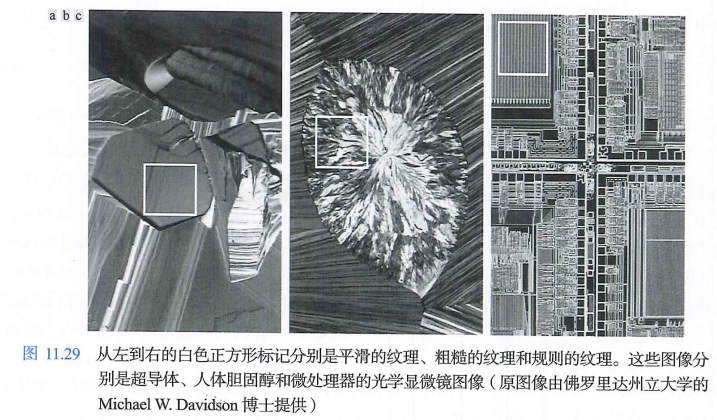 a b c
图 11.29 从左到右的白色正方形标记分别是平滑的纹理、粗糙的纹理和规则的纹理。这些图像分
别是超导体、人体胆固醇和微处理器的光学显微镜图像（原图像由佛罗里达州立大学的
Michael W. Davidson 博士提供）